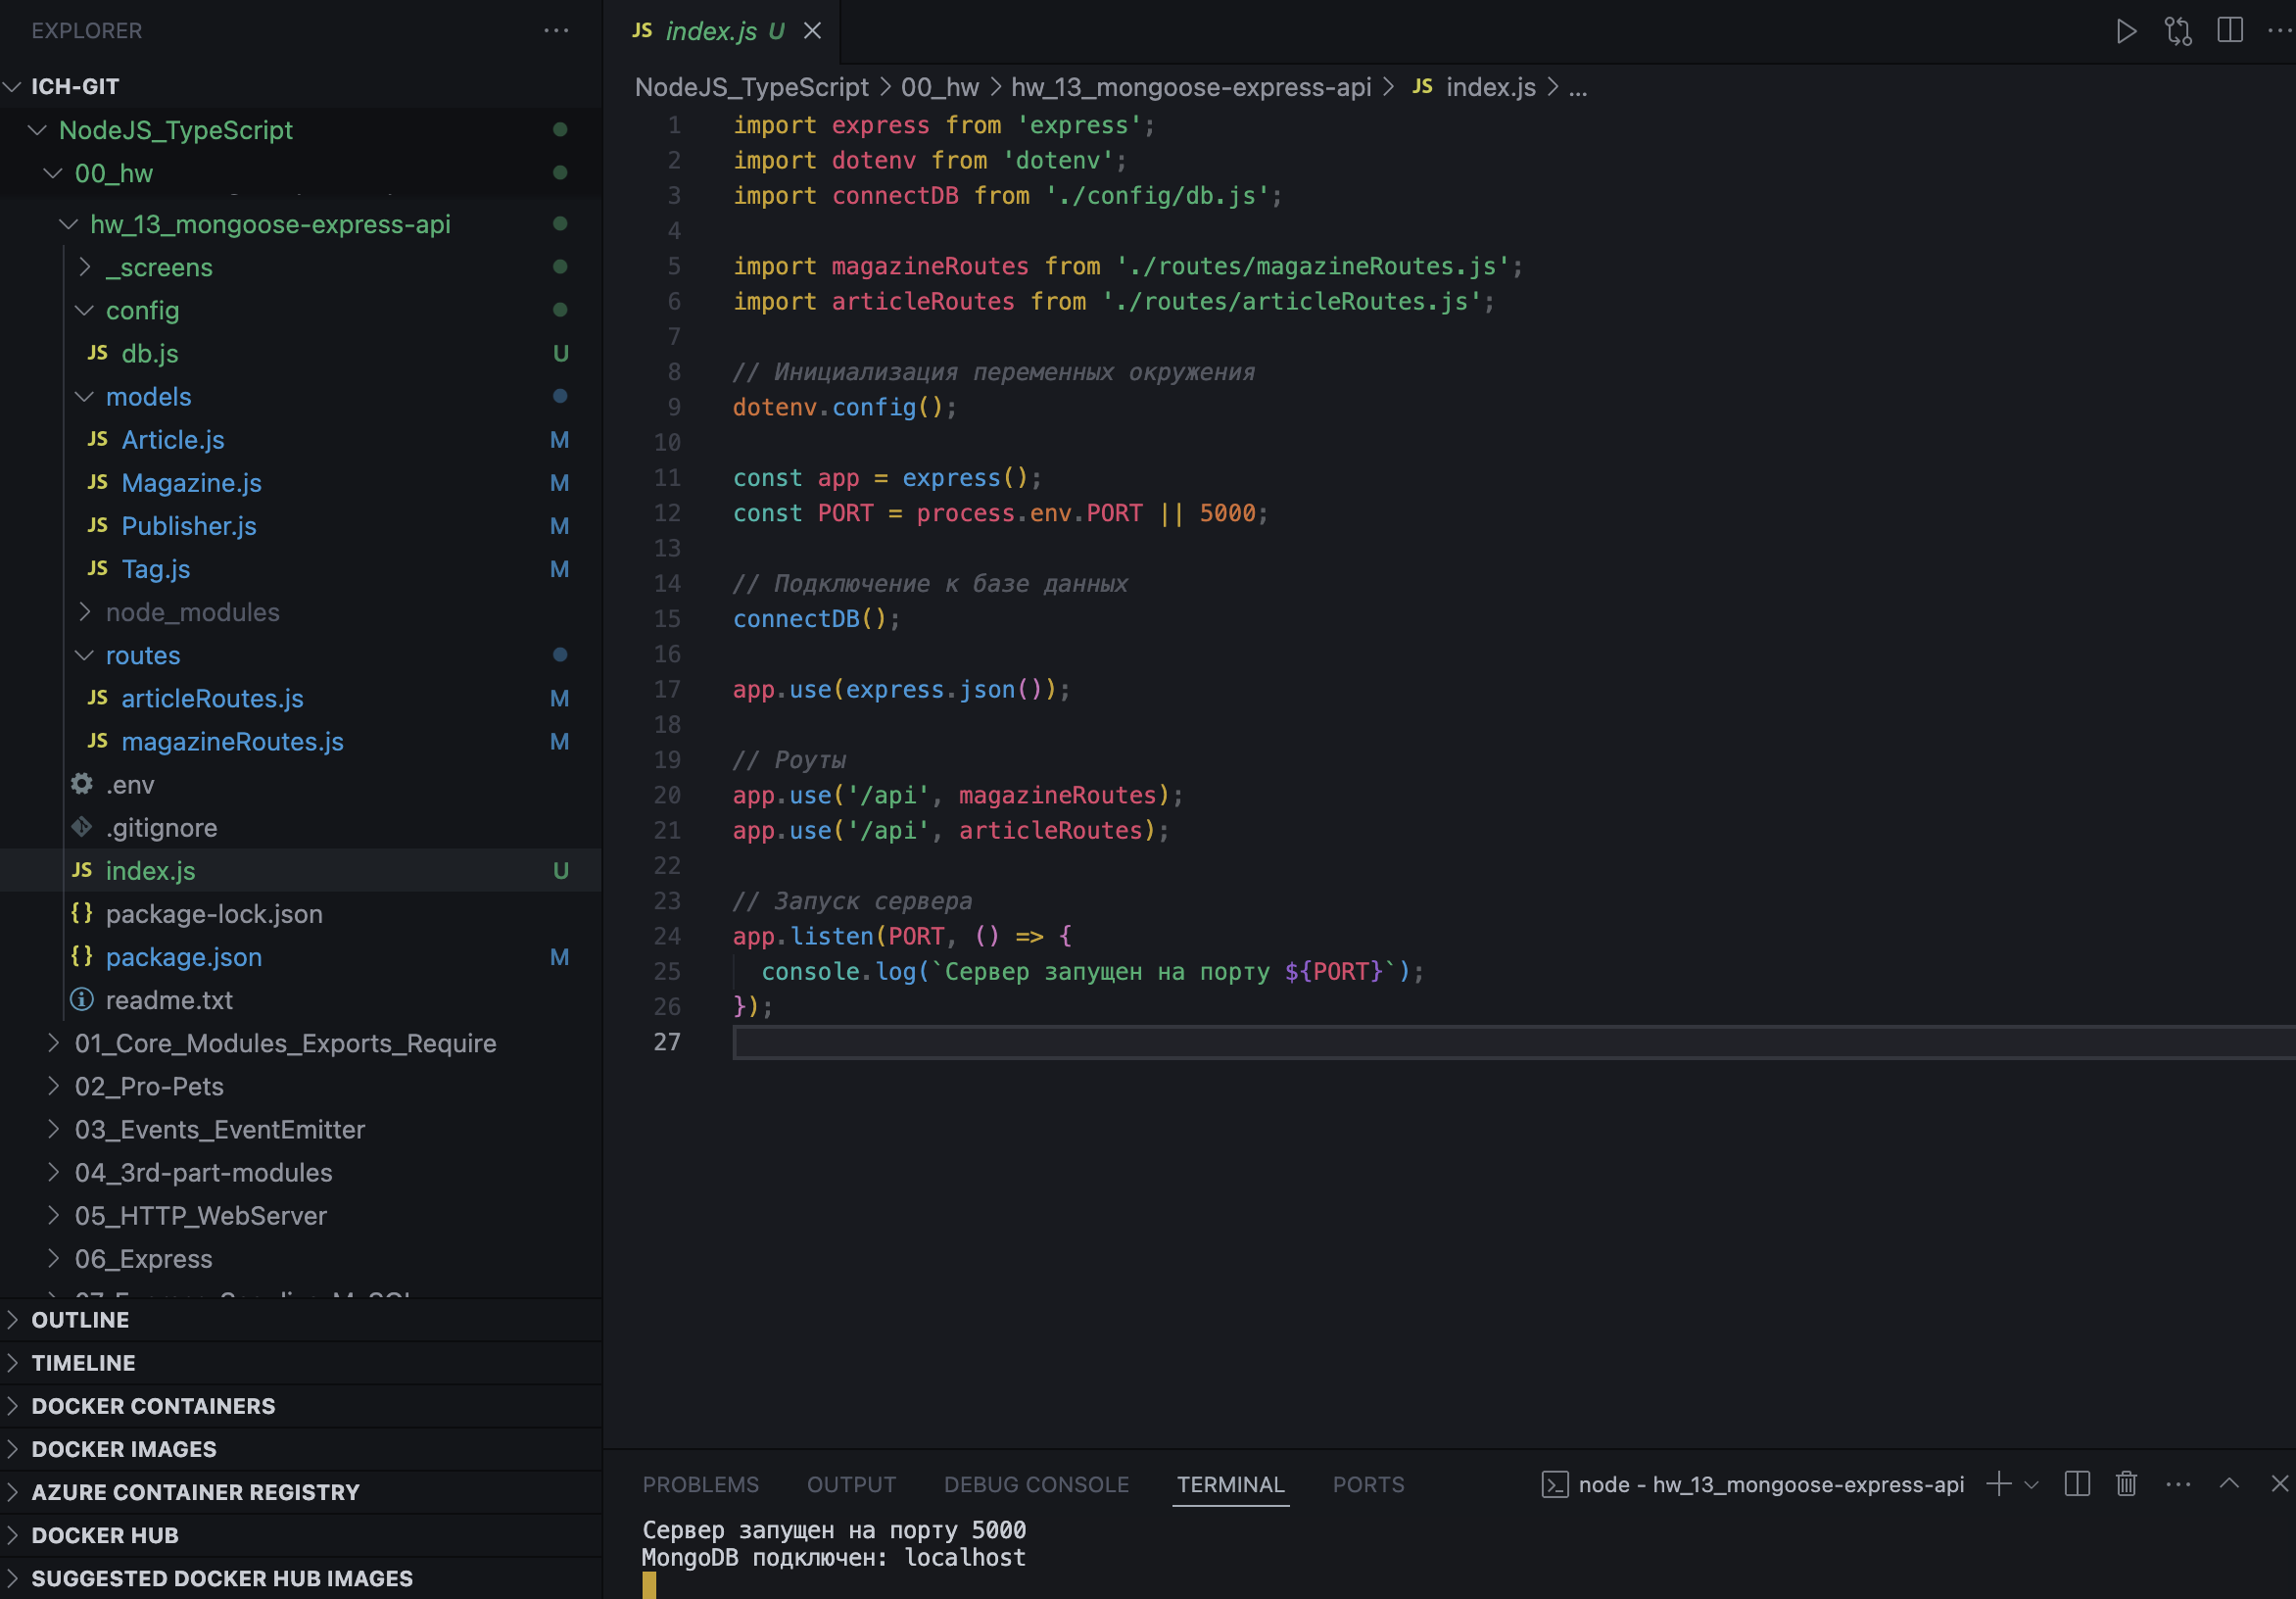 EXPLORER
ICH-GIT
NodeJS_TypeScript
00_hw
hw_13_mongoose-express-api
_screens
config
JS db.js U
models
JS Article.js M
JS Magazine.js M
JS Publisher.js M
JS Tag.js M
node_modules
routes
JS articleRoutes.js M
JS magazineRoutes.js M
.env
.gitignore
JS index.js U
{} package-lock.json
{} package.json M
readme.txt
01_Core_Modules_Exports_Require
02_Pro-Pets
03_Events_EventEmitter
04_3rd-part-modules
05_HTTP_WebServer
06_Express
OUTLINE
TIMELINE
DOCKER CONTAINERS
DOCKER IMAGES
AZURE CONTAINER REGISTRY
DOCKER HUB
SUGGESTED DOCKER HUB IMAGES
JS index.js U
NodeJS_TypeScript > 00_hw > hw_13_mongoose-express-api > JS index.js > ...
1 import express from 'express';
2 import dotenv from 'dotenv';
3 import connectDB from './config/db.js';
4
5 import magazineRoutes from './routes/magazineRoutes.js';
6 import articleRoutes from './routes/articleRoutes.js';
7
8 // Инициализация переменных окружения
9 dotenv.config();
10
11 const app = express();
12 const PORT = process.env.PORT || 5000;
13
14 // Подключение к базе данных
15 connectDB();
16
17 app.use(express.json());
18
19 // Роуты
20 app.use('/api', magazineRoutes);
21 app.use('/api', articleRoutes);
22
23 // Запуск сервера
24 app.listen(PORT, () => {
25 console.log(`Сервер запущен на порту ${PORT}`);
26 });
27
PROBLEMS OUTPUT DEBUG CONSOLE TERMINAL PORTS node - hw_13_mongoose-express-api
Сервер запущен на порту 5000
MongoDB подключен: localhost